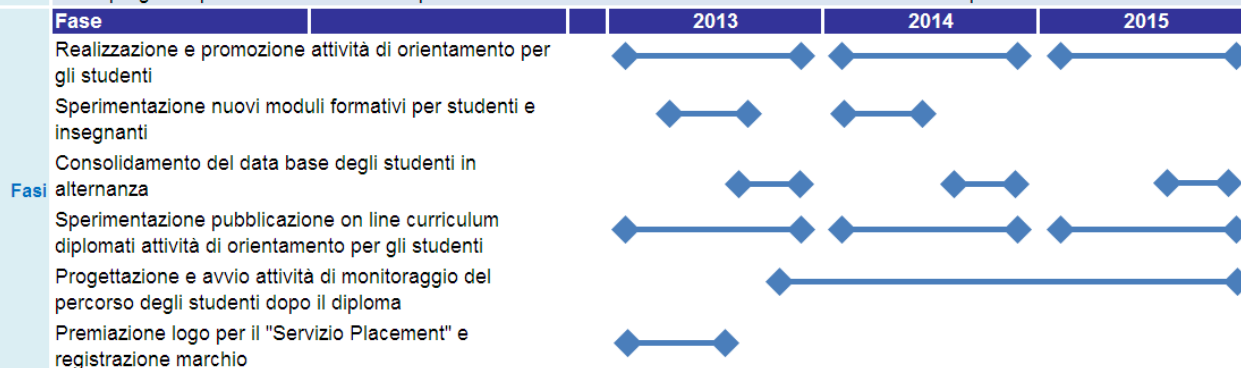 Fase 2013 2014 2015
Realizzazione e promozione attività di orientamento per
gli studenti
Sperimentazione nuovi moduli formativi per studenti e
insegnanti
Consolidamento del data base degli studenti in
Fasi alternanza
Sperimentazione pubblicazione on line curriculum
diplomati attività di orientamento per gli studenti
Progettazione e avvio attività di monitoraggio del
percorso degli studenti dopo il diploma
Premiazione logo per il "Servizio Placement" e
registrazione marchio